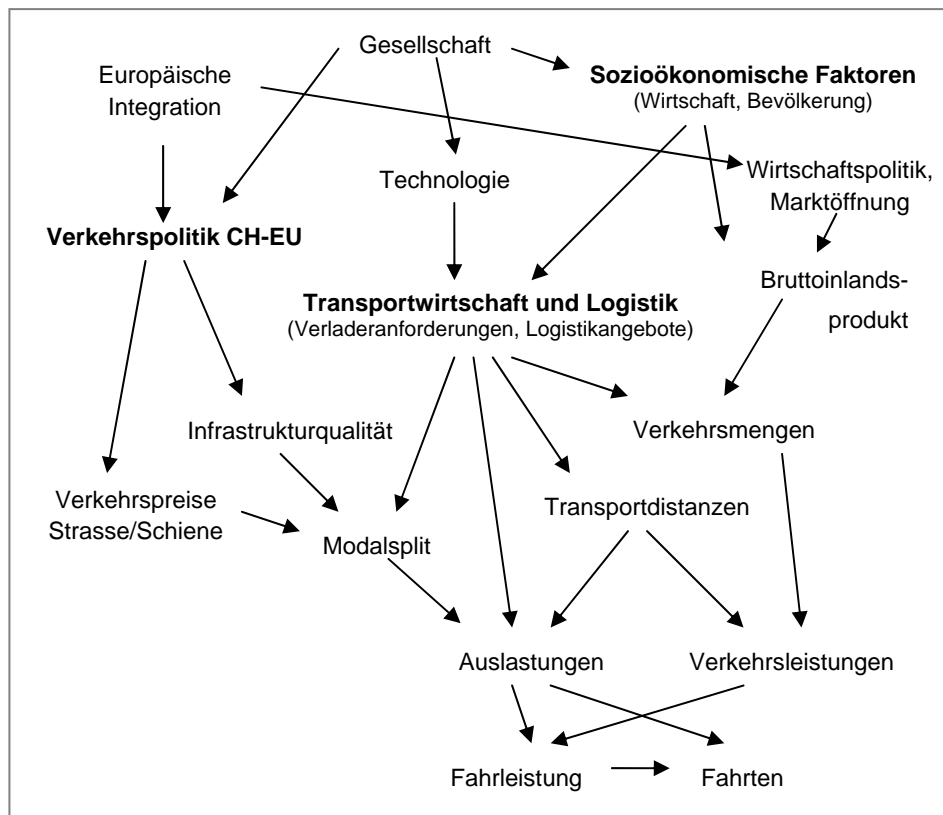 Gesellschaft
Europäische
Integration
Sozioökonomische Faktoren
(Wirtschaft, Bevölkerung)
Technologie
Wirtschaftspolitik,
Marktöffnung
Verkehrspolitik CH-EU
Bruttoinlands-
produkt
Transportwirtschaft und Logistik
(Verladeranforderungen, Logistikangebote)
Infrastrukturqualität
Verkehrsmengen
Verkehrspreise
Strasse/Schiene
Transportdistanzen
Modalsplit
Auslastungen
Verkehrsleistungen
Fahrleistung
Fahrten